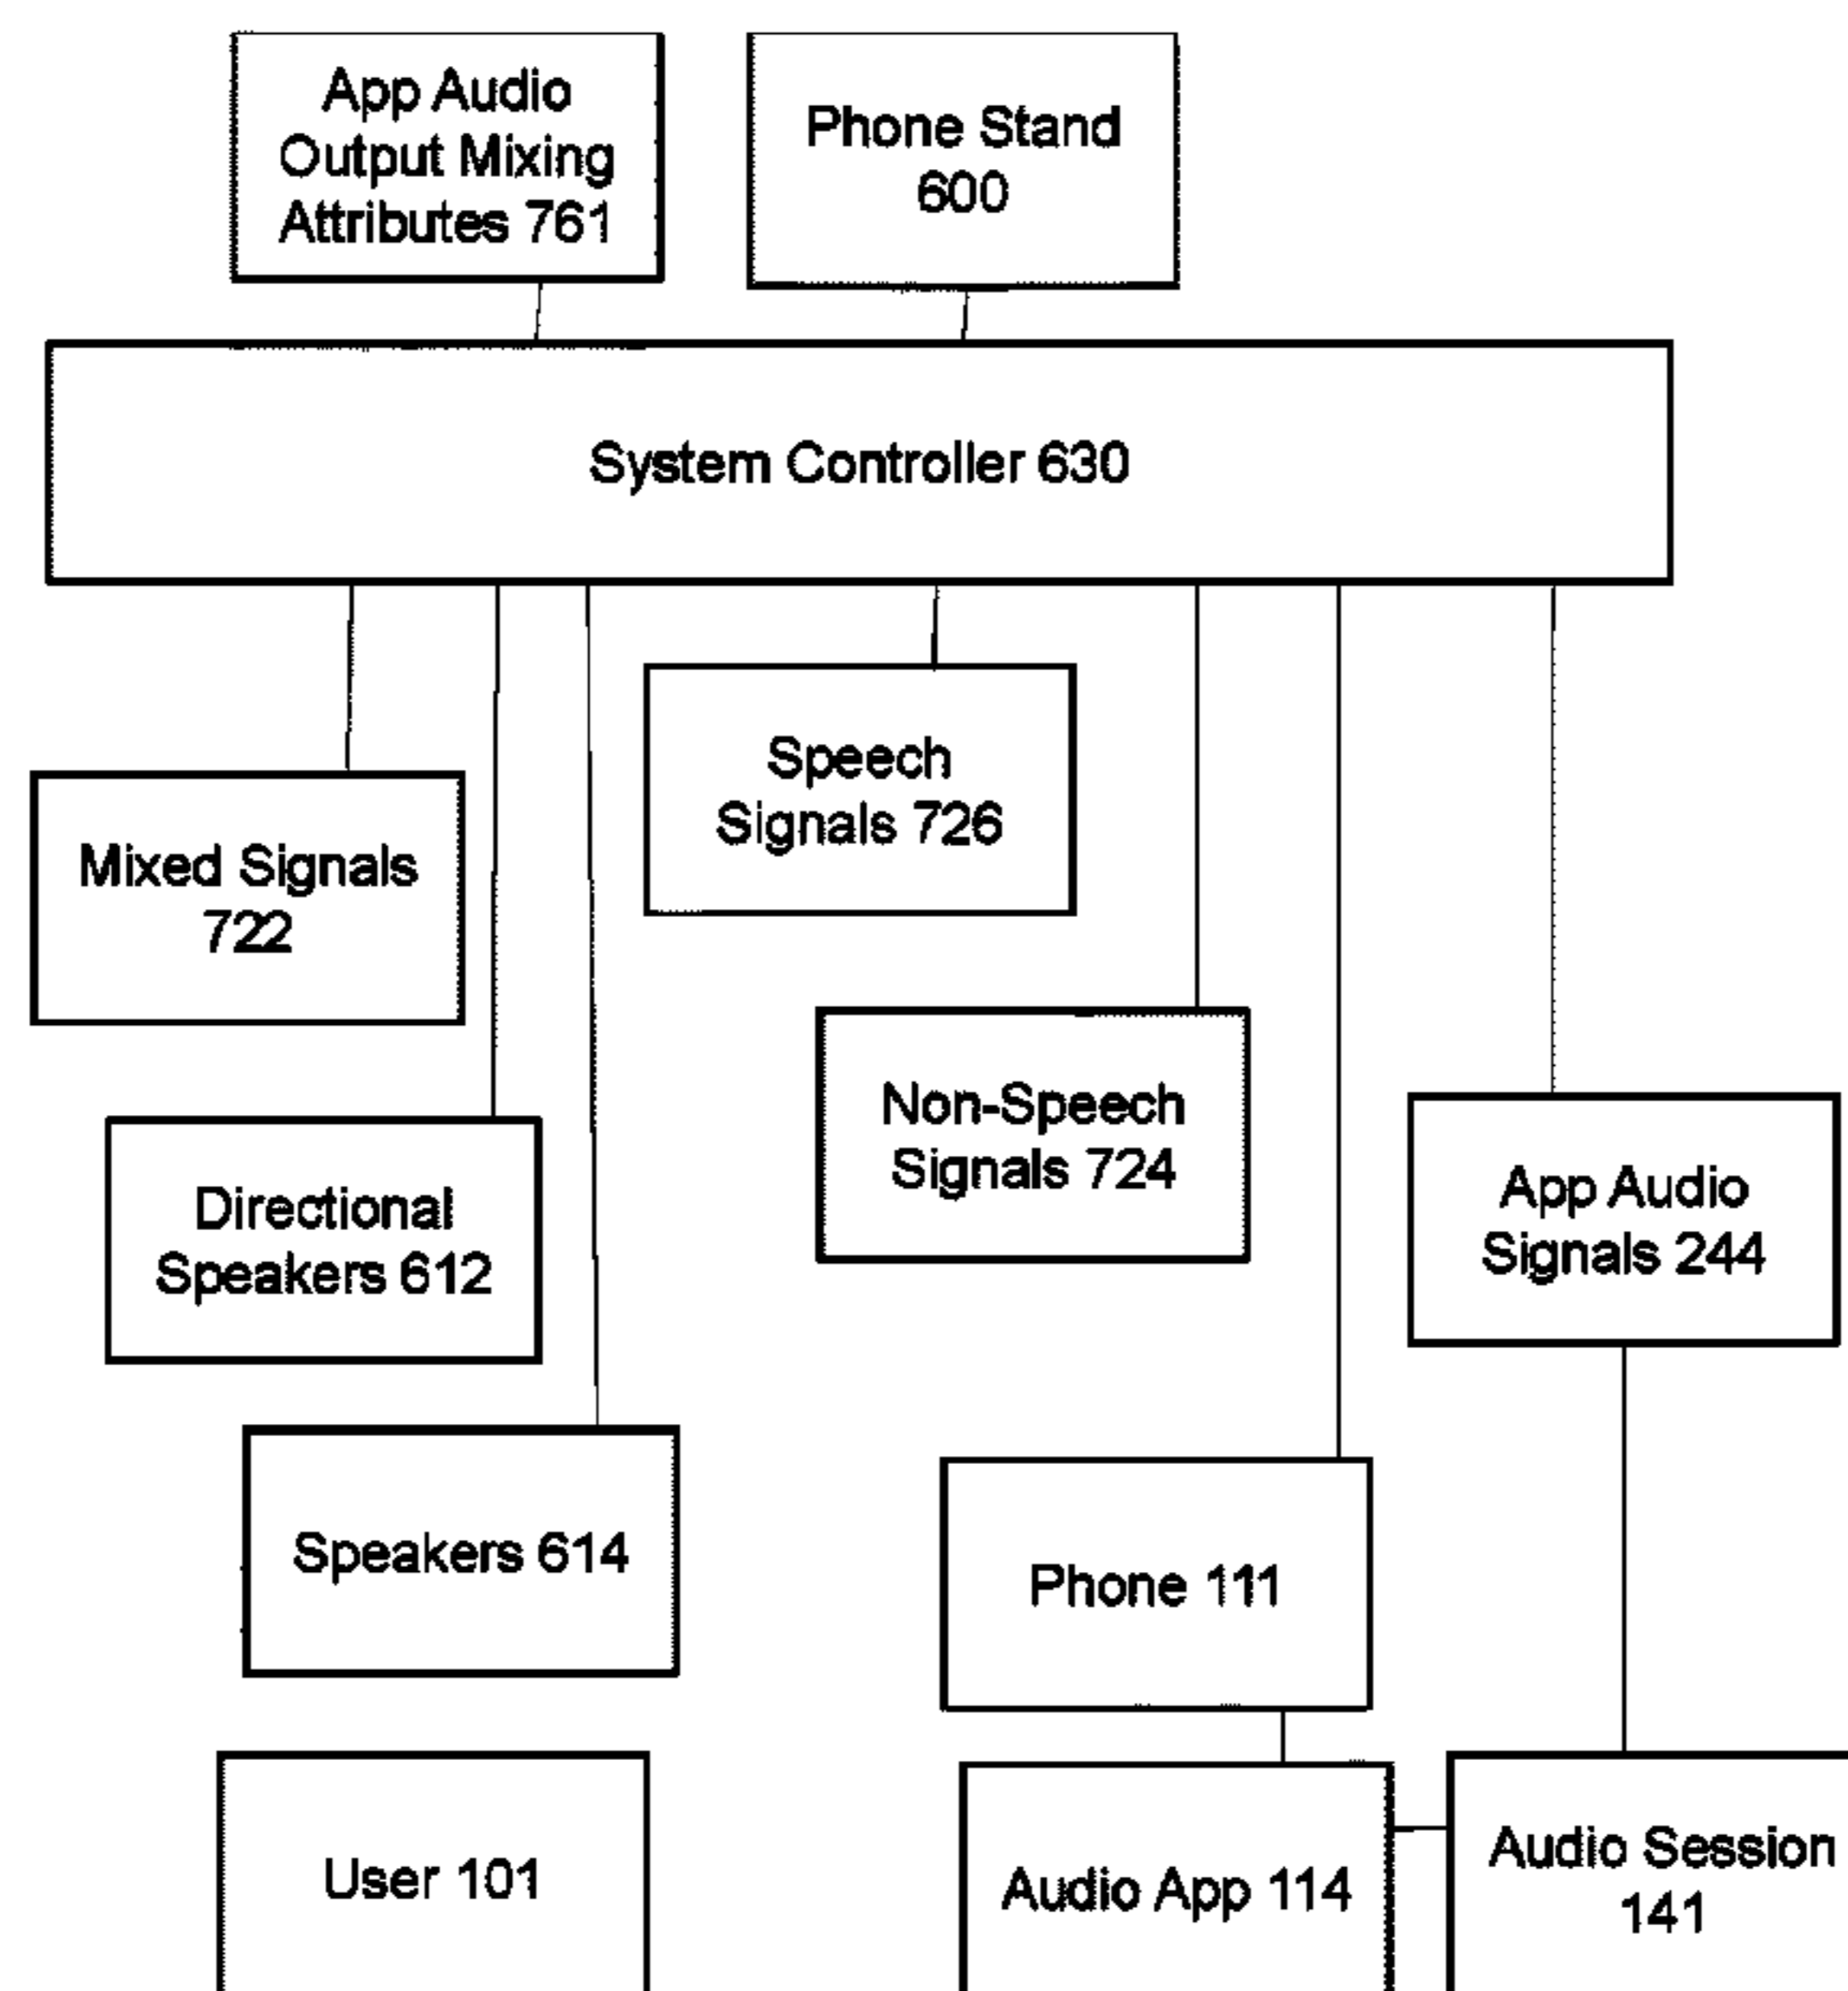 App Audio
Output Mixing
Attributes 761
Phone Stand
600
System Controller 630
Speech
Signals 726
Mixed Signals
722
Non-Speech
Signals 724
Directional
Speakers 612
App Audio
Signals 244
Speakers 614
Phone 111
User 101
Audio App 114
Audio Session
141